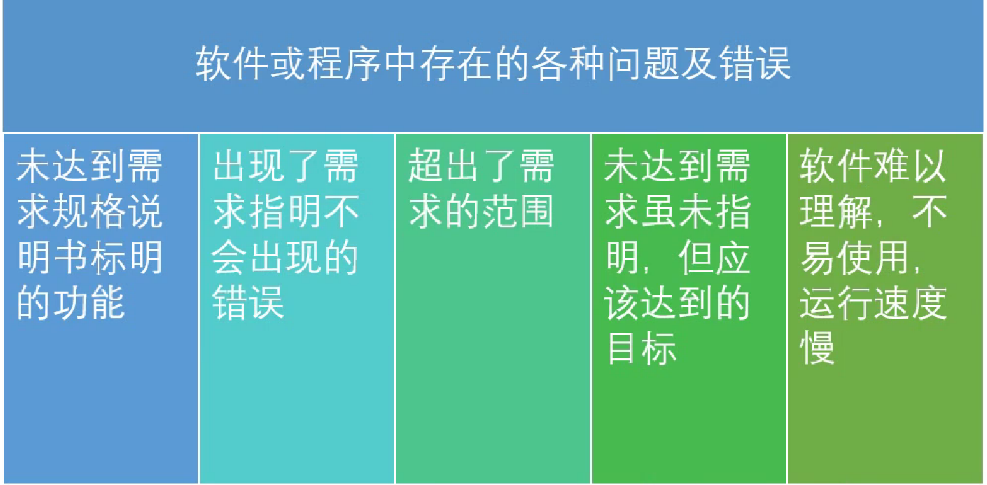 软件或程序中存在的各种问题及错误
未达到需
求规格说
明书标明
的功能
出现了需
求指明不
会出现的
错误
超出了需
求的范围
未达到需
求虽未指
明，但应
该达到的
目标
软件难以
理解，不
易使用，
运行速度
慢